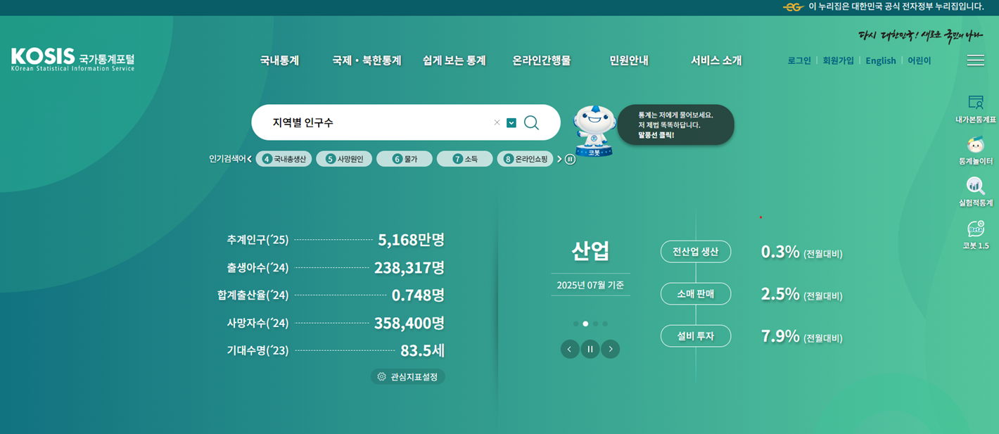 이 누리집은 대한민국 공식 전자정부 누리집입니다.
다시 대한민국! 새로운 국민의 나라
KOSIS 국가통계포털
KOrean Statistical Information Service
국내통계 국제·북한통계 쉽게 보는 통계 온라인간행물 민원안내 서비스 소개
로그인 회원가입 English 어린이
지역별 인구수
통계는 저에게 물어보세요.
저 제법 똑똑하답니다.
말풍선 클릭!
코봇
인기검색어 4 국내총생산 5 사망원인 6 물가 7 소득 8 온라인쇼핑
내가본통계표
통계놀이터
실험적통계
Beta
코봇 1.5
추계인구(´25) 5,168만명
출생아수(´24) 238,317명
합계출산율(´24) 0.748명
사망자수(´24) 358,400명
기대수명(´23) 83.5세
관심지표설정
산업
2025년 07월 기준
전산업 생산 0.3% (전월대비)
소매 판매 2.5% (전월대비)
설비 투자 7.9% (전월대비)